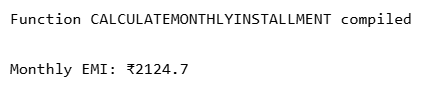 Function CALCULATEMONTHLYINSTALLMENT compiled
Monthly EMI: ₹2124.7